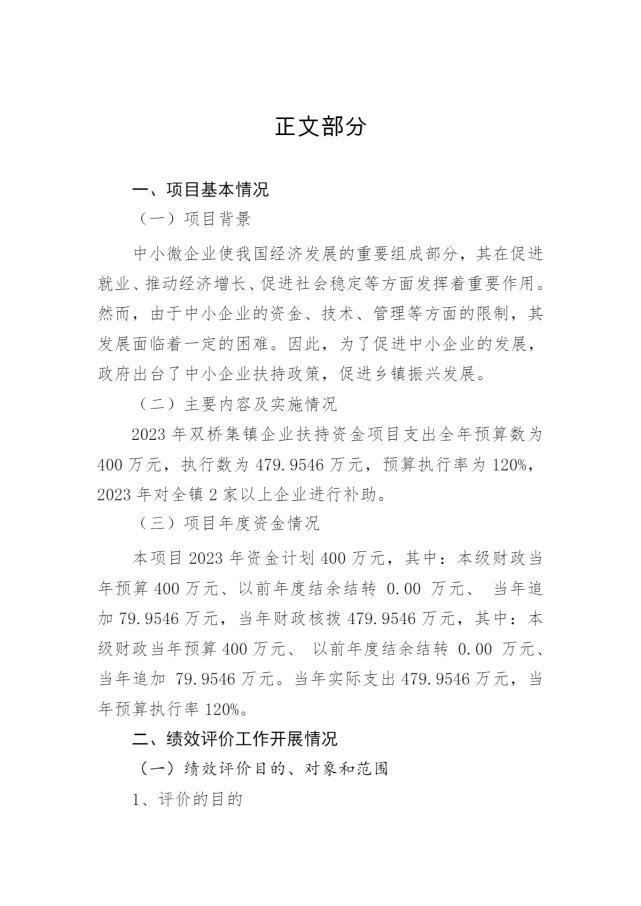 正文部分
一、项目基本情况
（一）项目背景
中小微企业使我国经济发展的重要组成部分，其在促进
就业、推动经济增长、促进社会稳定等方面发挥着重要作用。
然而，由于中小企业的资金、技术、管理等方面的限制，其
发展面临着一定的困难。因此，为了促进中小企业的发展，
政府出台了中小企业扶持政策，促进乡镇振兴发展。
（二）主要内容及实施情况
2023 年双桥集镇企业扶持资金项目支出全年预算数为
400 万元，执行数为 479.9546 万元，预算执行率为 120%，
2023 年对全镇 2 家以上企业进行补助。
（三）项目年度资金情况
本项目 2023 年资金计划 400 万元，其中：本级财政当
年预算 400 万元、以前年度结余结转 0.00 万元、 当年追
加 79.9546 万元，当年财政核拨 479.9546 万元，其中：本
级财政当年预算 400 万元、 以前年度结余结转 0.00 万元、
当年追加 79.9546 万元。当年实际支出 479.9546 万元，当
年预算执行率 120%。
二、绩效评价工作开展情况
（一）绩效评价目的、对象和范围
1、评价的目的